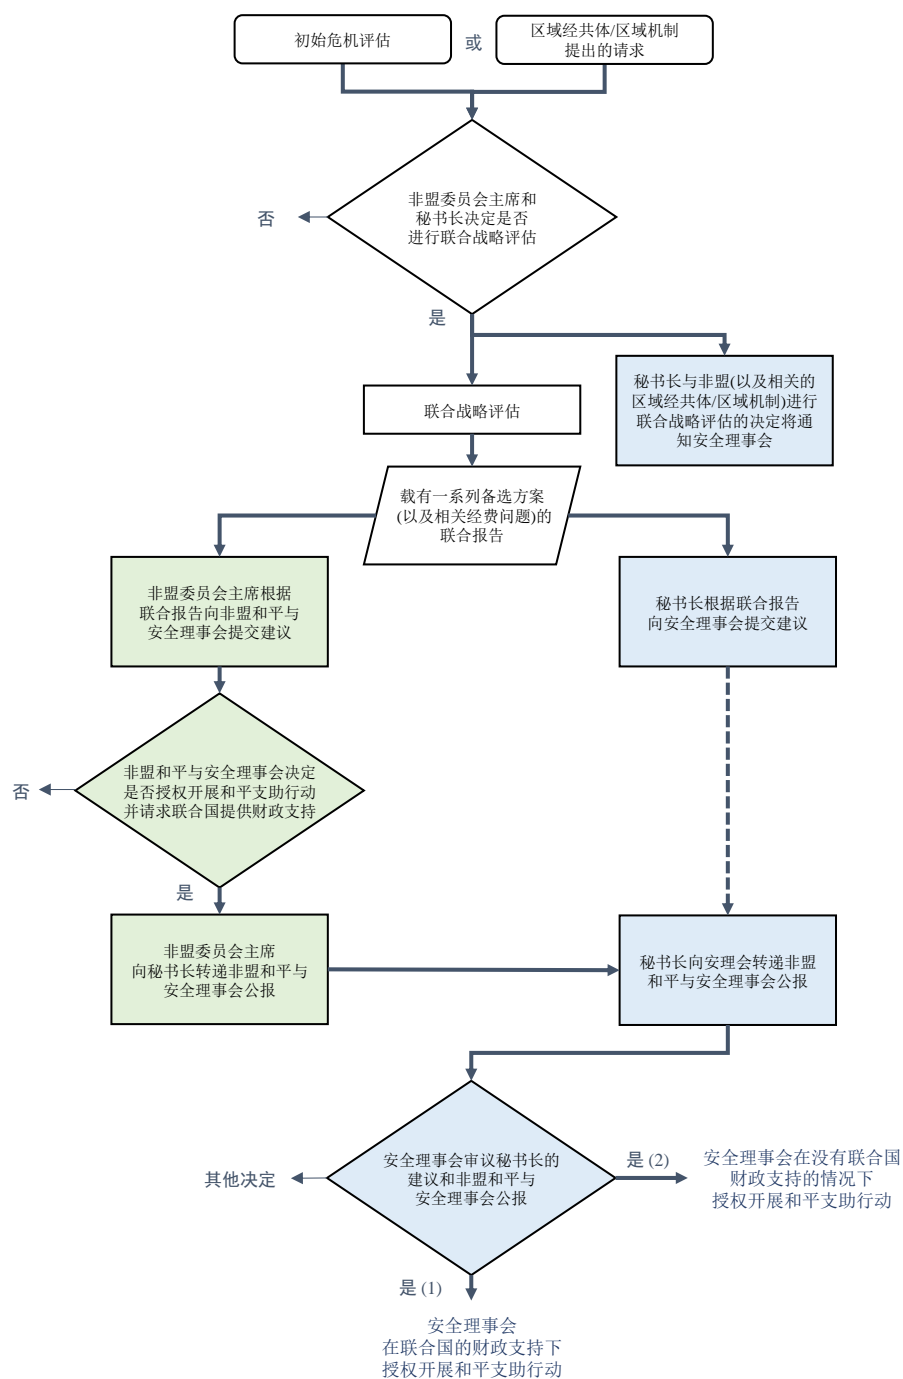 初始危机评估
或
区域经共体/区域机制
提出的请求
非盟委员会主席和
秘书长决定是否
进行联合战略评估
否
是
秘书长与非盟(以及相关的
区域经共体/区域机制)进行
联合战略评估的决定将通
知安全理事会
联合战略评估
载有一系列备选方案
(以及相关经费问题)的
联合报告
非盟委员会主席根据
联合报告向非盟和平与
安全理事会提交建议
秘书长根据联合报告
向安全理事会提交建议
非盟和平与安全理事会决定
是否授权开展和平支助行动
并请求联合国提供财政支持
否
是
非盟委员会主席
向秘书长转递非盟和平与
安全理事会公报
秘书长向安理会转递非盟
和平与安全理事会公报
安全理事会审议秘书长的
建议和非盟和平与
安全理事会公报
其他决定
是 (2)
安全理事会在没有联合国
财政支持的情况下
授权开展和平支助行动
是 (1)
安全理事会
在联合国的财政支持下
授权开展和平支助行动